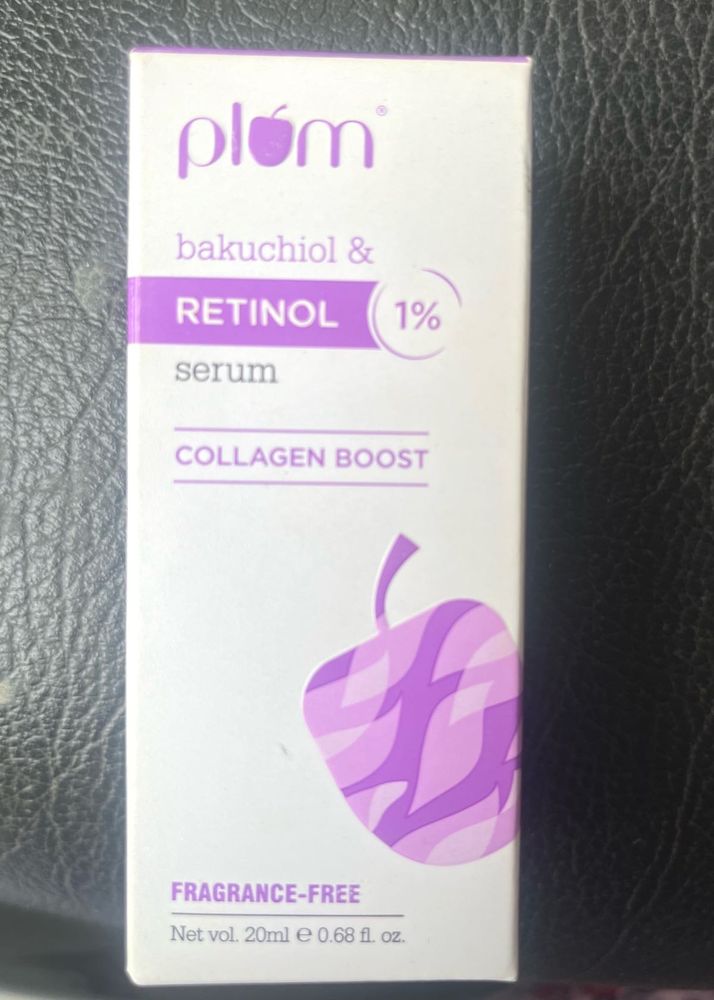 plum®
bakuchiol &
RETINOL 1%
serum
COLLAGEN BOOST
FRAGRANCE-FREE
Net vol. 20ml ℮ 0.68 fl. oz.